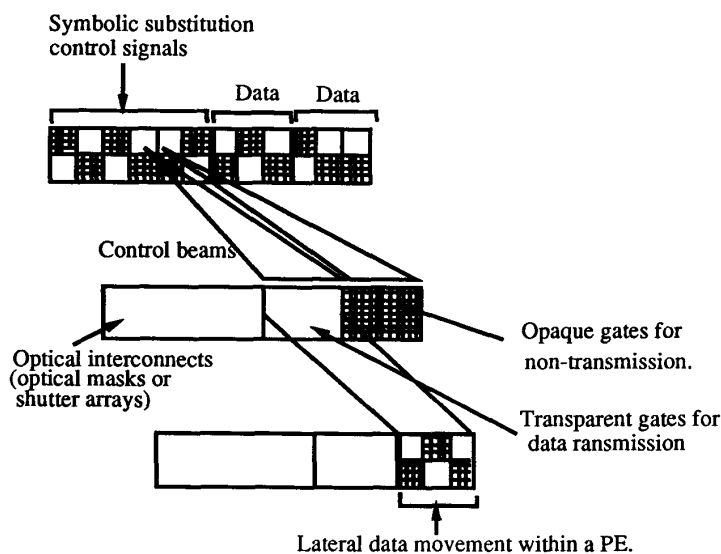 Symbolic substitution
control signals
Data
Data
Control beams
Optical interconnects
(optical masks or
shutter arrays)
Opaque gates for
non-transmission.
Transparent gates for
data ransmission
Lateral data movement within a PE.